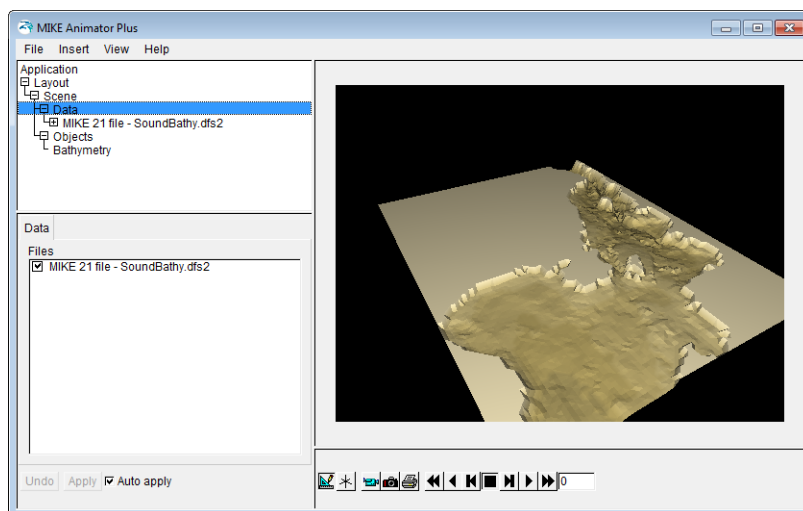 MIKE Animator Plus
File Insert View Help
Application
Layout
Scene
Data
MIKE 21 file - SoundBathy.dfs2
Objects
Bathymetry
Data
Files
MIKE 21 file - SoundBathy.dfs2
Undo Apply Auto apply
0